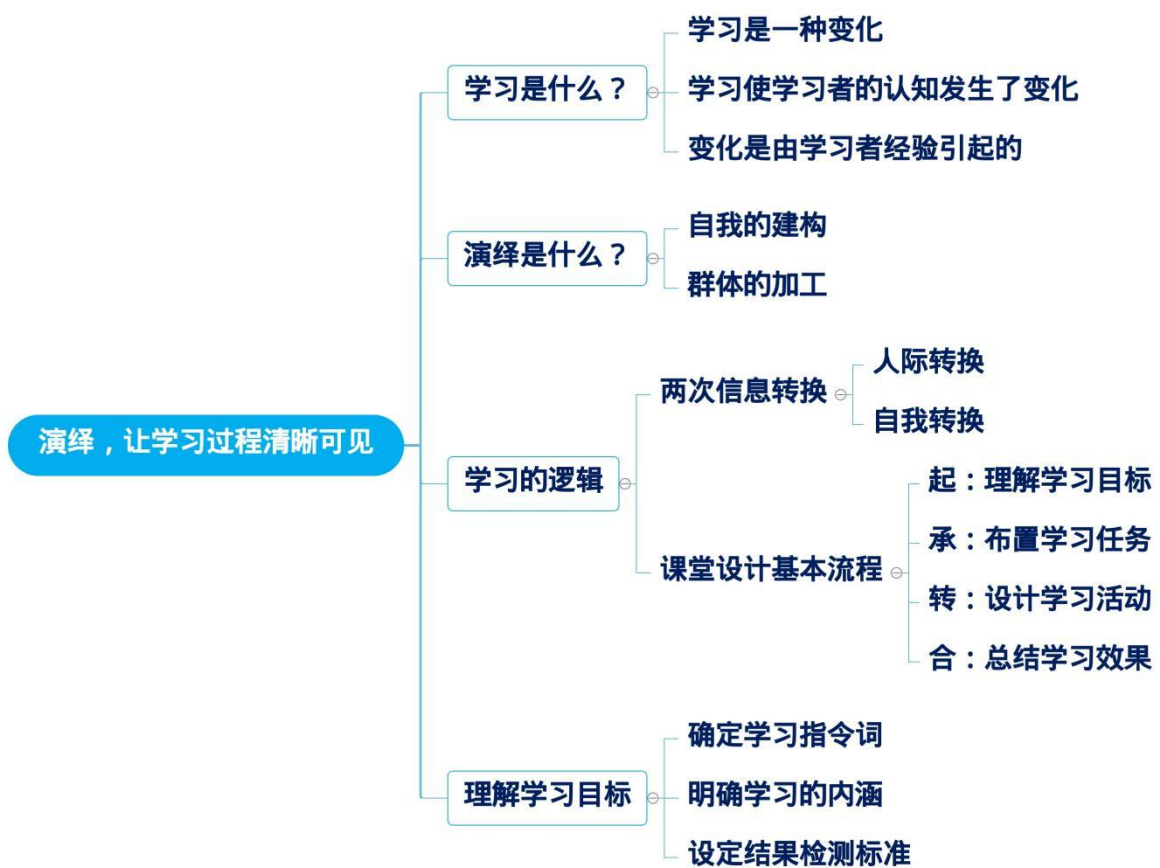 演绎，让学习过程清晰可见
学习是什么？
学习是一种变化
学习使学习者的认知发生了变化
变化是由学习者经验引起的
演绎是什么？
自我的建构
群体的加工
学习的逻辑
两次信息转换
人际转换
自我转换
课堂设计基本流程
起：理解学习目标
承：布置学习任务
转：设计学习活动
合：总结学习效果
理解学习目标
确定学习指令词
明确学习的内涵
设定结果检测标准